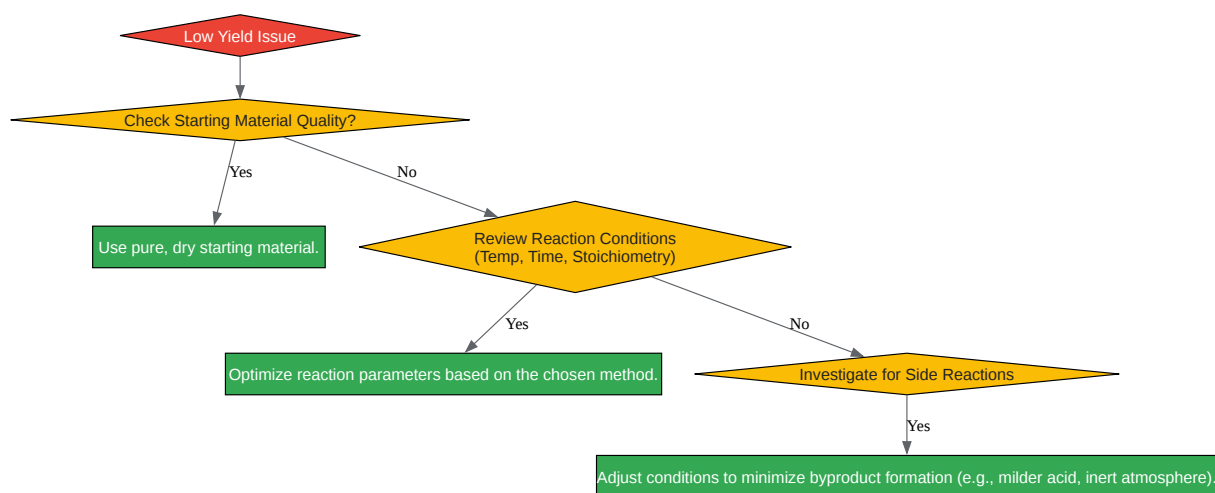 Low Yield Issue
Check Starting Material Quality?
Yes
No
Use pure, dry starting material.
Review Reaction Conditions
(Temp, Time, Stoichiometry)
Yes
No
Optimize reaction parameters based on the chosen method.
Investigate for Side Reactions
Yes
Adjust conditions to minimize byproduct formation (e.g., milder acid, inert atmosphere).